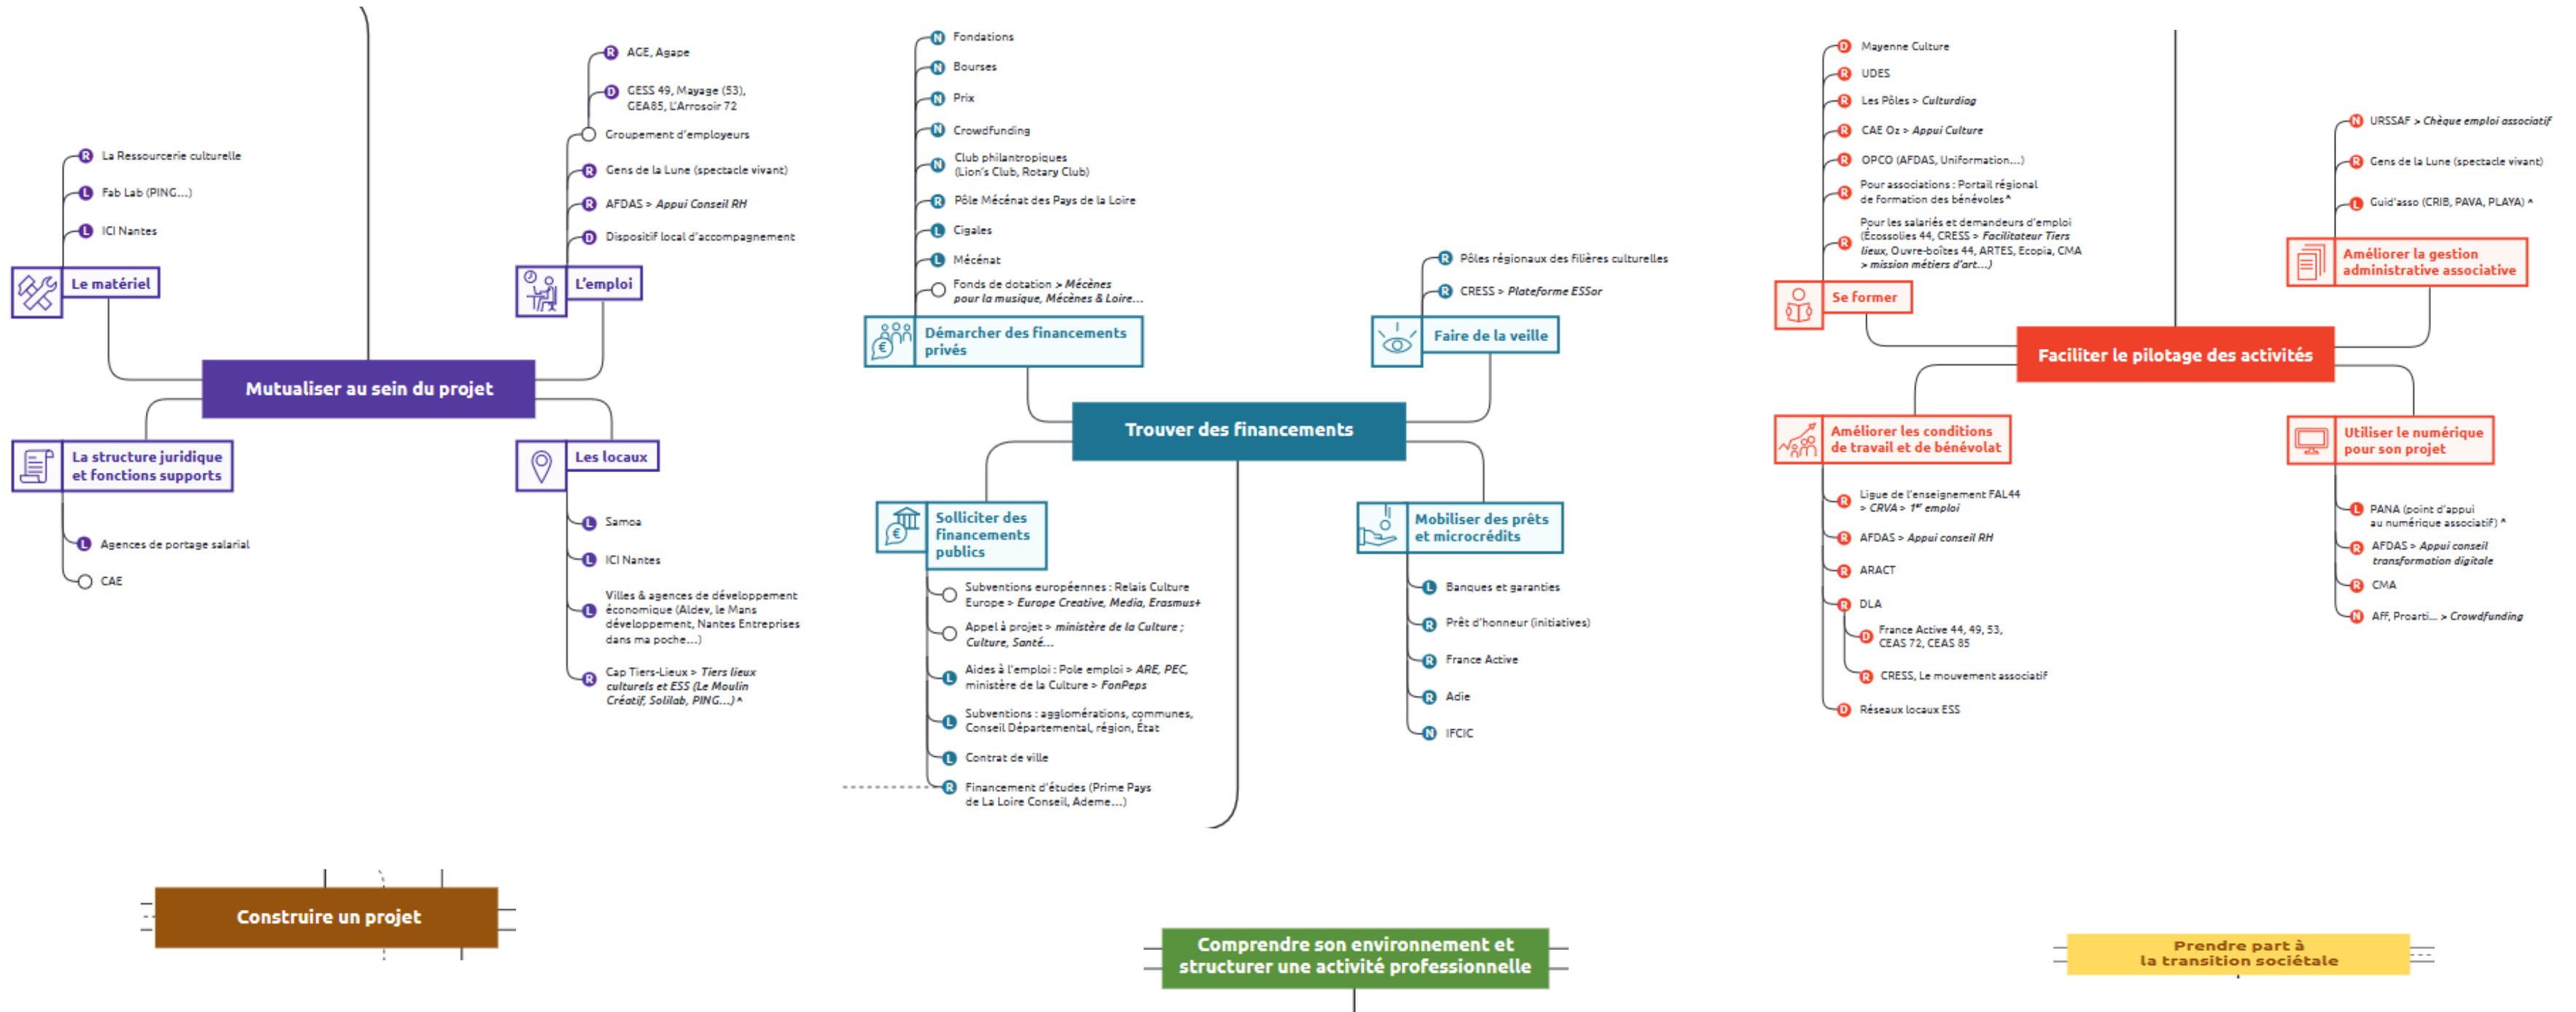 R AGE, Agape
D GESS 49, Mayage (53),
GEA85, L'Arrosoir 72
Groupement d'employeurs
R Gens de la Lune (spectacle vivant)
R AFDAS > Appui Conseil RH
D Dispositif local d'accompagnement
R La Ressourcerie culturelle
L Fab Lab (PING...)
L ICI Nantes
Le matériel
L'emploi
Mutualiser au sein du projet
La structure juridique
et fonctions supports
Les locaux
L Agences de portage salarial
CAE
L Samoa
L ICI Nantes
L Villes & agences de développement
économique (Aldev, le Mans
développement, Nantes Entreprises
dans ma poche...)
R Cap Tiers-Lieux > Tiers lieux
culturels et ESS (Le Moulin
Créatif, Solilab, PING...) ^
N Fondations
N Bourses
N Prix
N Crowdfunding
N Club philantropiques
(Lion's Club, Rotary Club)
R Pôle Mécénat des Pays de la Loire
L Cigales
L Mécénat
Fonds de dotation > Mécènes
pour la musique, Mécènes & Loire...
Démarcher des financements
privés
R Pôles régionaux des filières culturelles
R CRESS > Plateforme ESSor
Faire de la veille
Trouver des financements
Solliciter des
financements
publics
Subventions européennes : Relais Culture
Europe > Europe Creative, Media, Erasmus+
Appel à projet > ministère de la Culture ;
Culture, Santé...
L Aides à l'emploi : Pole emploi > ARE, PEC,
ministère de la Culture > FonPeps
L Subventions : agglomérations, communes,
Conseil Départemental, région, État
L Contrat de ville
R Financement d'études (Prime Pays
de La Loire Conseil, Ademe...)
Mobiliser des prêts
et microcrédits
L Banques et garanties
R Prêt d'honneur (initiatives)
R France Active
R Adie
N IFCIC
D Mayenne Culture
R UDES
R Les Pôles > Culturdiag
R CAE Oz > Appui Culture
R OPCO (AFDAS, Uniformation...)
R Pour associations : Portail régional
de formation des bénévoles ^
R Pour les salariés et demandeurs d'emploi
(Écossolies 44, CRESS > Facilitateur Tiers
lieux, Ouvre-boîtes 44, ARTES, Ecopia, CMA
> mission métiers d'art...)
Se former
N URSSAF > Chèque emploi associatif
R Gens de la Lune (spectacle vivant)
L Guid'asso (CRIB, PAVA, PLAYA) ^
Améliorer la gestion
administrative associative
Faciliter le pilotage des activités
Améliorer les conditions
de travail et de bénévolat
R Ligue de l'enseignement FAL44
> CRVA > 1er emploi
R AFDAS > Appui conseil RH
R ARACT
R DLA
D France Active 44, 49, 53,
CEAS 72, CEAS 85
R CRESS, Le mouvement associatif
D Réseaux locaux ESS
Utiliser le numérique
pour son projet
L PANA (point d'appui
au numérique associatif) ^
R AFDAS > Appui conseil
transformation digitale
R CMA
N Aff, Proarti... > Crowdfunding
Construire un projet
Comprendre son environnement et
structurer une activité professionnelle
Prendre part à
la transition sociétale